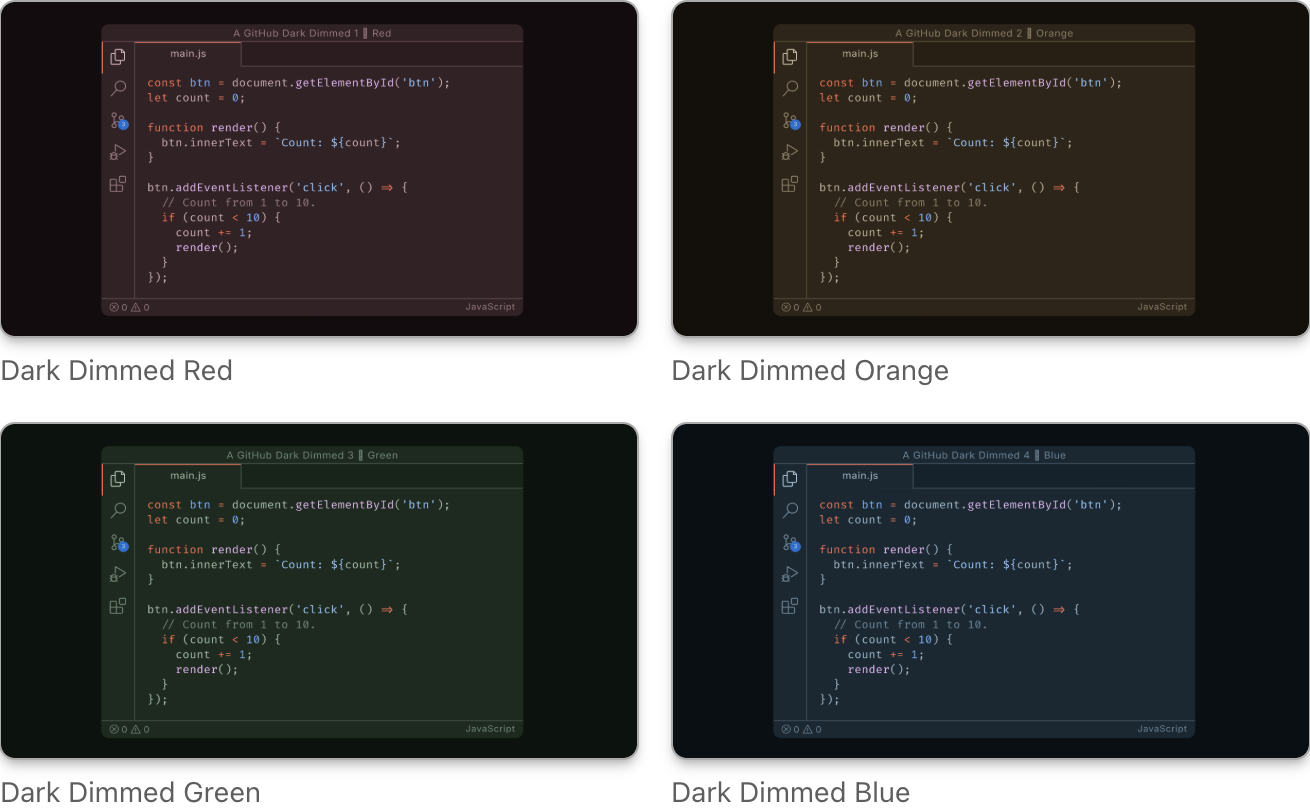 A GitHub Dark Dimmed 1 ▯ Red
main.js
const btn = document.getElementById('btn');
let count = 0;
function render() {
btn.innerText = `Count: ${count}`;
}
btn.addEventListener('click', () => {
// Count from 1 to 10.
if (count < 10) {
count += 1;
render();
}
});
3
0 0
JavaScript
Dark Dimmed Red
A GitHub Dark Dimmed 2 ▯ Orange
main.js
const btn = document.getElementById('btn');
let count = 0;
function render() {
btn.innerText = `Count: ${count}`;
}
btn.addEventListener('click', () => {
// Count from 1 to 10.
if (count < 10) {
count += 1;
render();
}
});
3
0 0
JavaScript
Dark Dimmed Orange
A GitHub Dark Dimmed 3 ▯ Green
main.js
const btn = document.getElementById('btn');
let count = 0;
function render() {
btn.innerText = `Count: ${count}`;
}
btn.addEventListener('click', () => {
// Count from 1 to 10.
if (count < 10) {
count += 1;
render();
}
});
3
0 0
JavaScript
Dark Dimmed Green
A GitHub Dark Dimmed 4 ▯ Blue
main.js
const btn = document.getElementById('btn');
let count = 0;
function render() {
btn.innerText = `Count: ${count}`;
}
btn.addEventListener('click', () => {
// Count from 1 to 10.
if (count < 10) {
count += 1;
render();
}
});
3
0 0
JavaScript
Dark Dimmed Blue